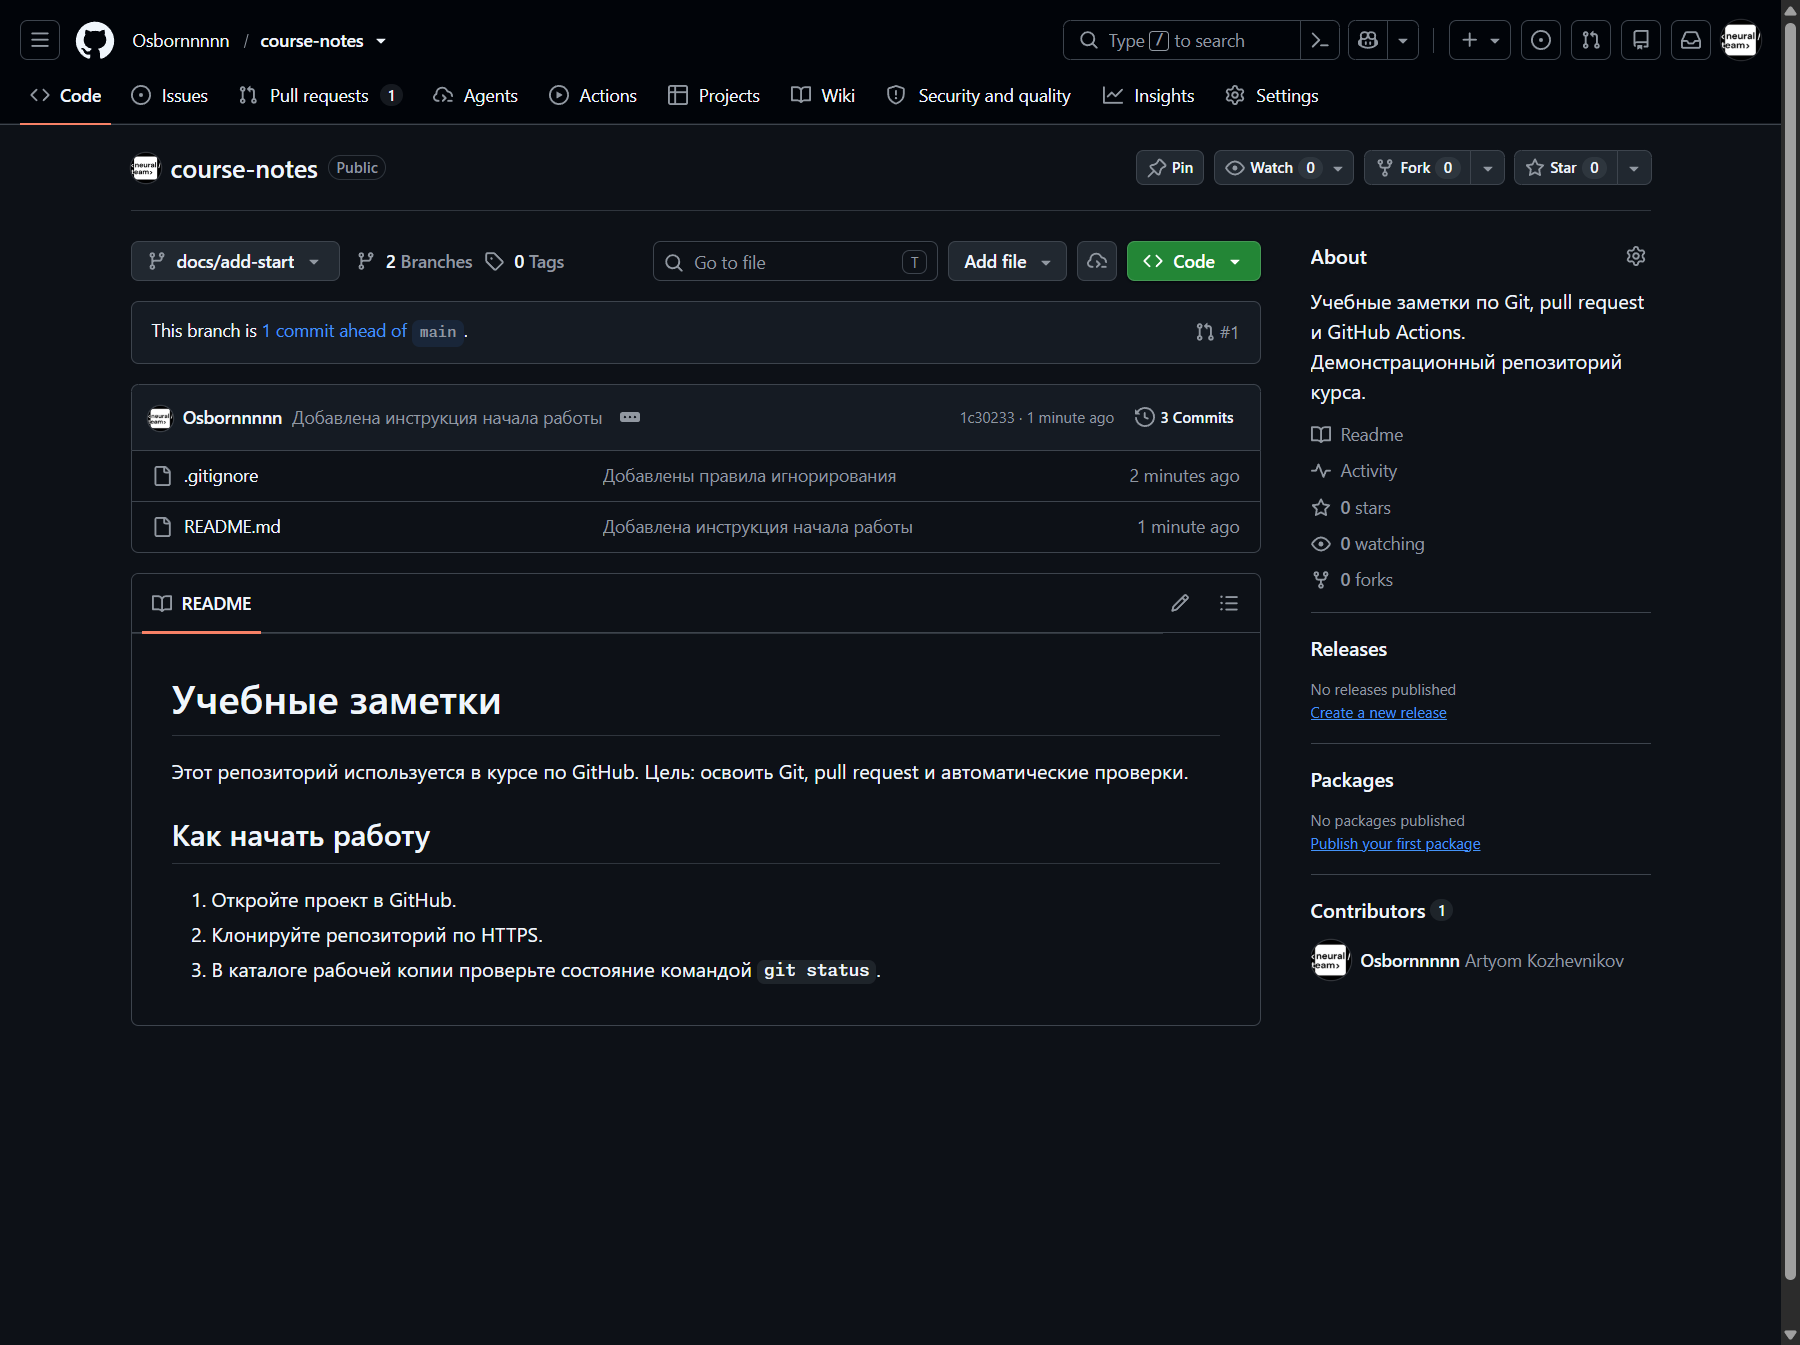 Osbornnnnn / course-notes
Type / to search
Code
Issues
Pull requests 1
Agents
Actions
Projects
Wiki
Security and quality
Insights
Settings
course-notes Public
Pin
Watch 0
Fork 0
Star 0
docs/add-start
2 Branches
0 Tags
Go to file T
Add file
Code
This branch is 1 commit ahead of main .
#1
Osbornnnnn Добавлена инструкция начала работы
1c30233 · 1 minute ago
3 Commits
.gitignore Добавлены правила игнорирования 2 minutes ago
README.md Добавлена инструкция начала работы 1 minute ago
README
Учебные заметки
Этот репозиторий используется в курсе по GitHub. Цель: освоить Git, pull request и автоматические проверки.
Как начать работу
1. Откройте проект в GitHub.
2. Клонируйте репозиторий по HTTPS.
3. В каталоге рабочей копии проверьте состояние командой git status .
About
Учебные заметки по Git, pull request
и GitHub Actions.
Демонстрационный репозиторий
курса.
Readme
Activity
0 stars
0 watching
0 forks
Releases
No releases published
Create a new release
Packages
No packages published
Publish your first package
Contributors 1
Osbornnnnn Artyom Kozhevnikov